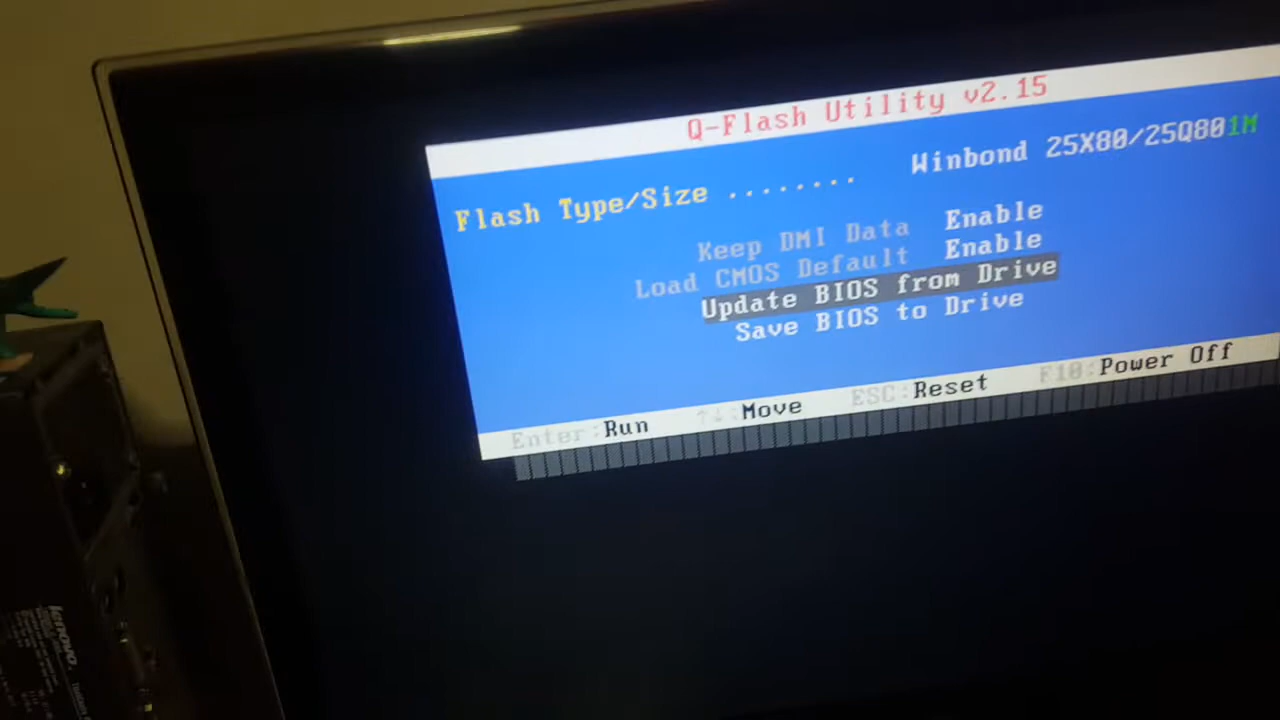 Q-Flash Utility v2.15
Flash Type/Size ........ Winbond 25X80/25Q80 1M
Keep DMI Data Enable
Load CMOS Default Enable
Update BIOS from Drive
Save BIOS to Drive
Enter:Run ↑↓:Move ESC:Reset F10:Power Off
lenovo